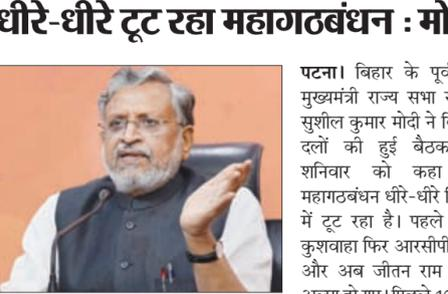 धीरे-धीरे टूट रहा महागठबंधन : मो
पटना। बिहार के पूर्व
मुख्यमंत्री राज्य सभा
सुशील कुमार मोदी ने
दलों की हुई बैठक
शनिवार को कहा
महागठबंधन धीरे-धीरे
में टूट रहा है। पहले
कुशवाहा फिर आरसीपी
और अब जीतन राम